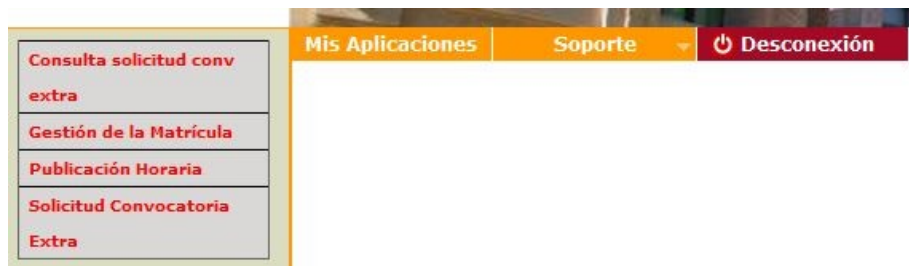 Mis Aplicaciones
Soporte
Desconexión
Consulta solicitud conv
extra
Gestión de la Matrícula
Publicación Horaria
Solicitud Convocatoria
Extra